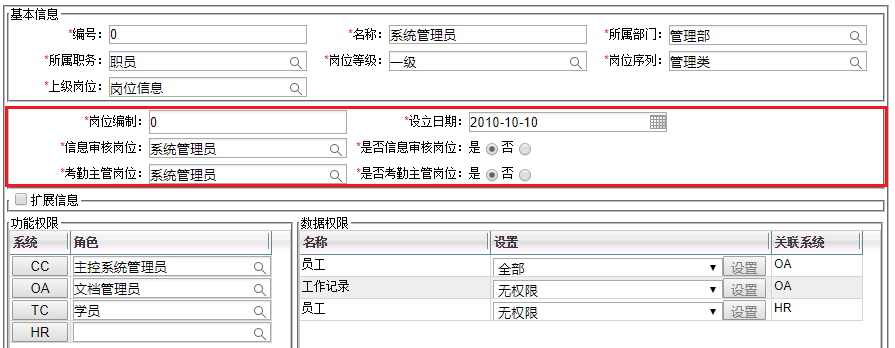 基本信息
*编号： 0 *名称： 系统管理员 *所属部门： 管理部
*所属职务： 职员 *岗位等级： 一级 *岗位序列： 管理类
*上级岗位： 岗位信息
*岗位编制： 0 *设立日期： 2010-10-10
*信息审核岗位： 系统管理员 *是否信息审核岗位： 是 否
*考勤主管岗位： 系统管理员 *是否考勤主管岗位： 是 否
扩展信息
功能权限
系统 角色
CC 主控系统管理员
OA 文档管理员
TC 学员
HR
数据权限
名称 设置 关联系统
员工 全部 设置 OA
工作记录 无权限 设置 OA
员工 无权限 设置 HR